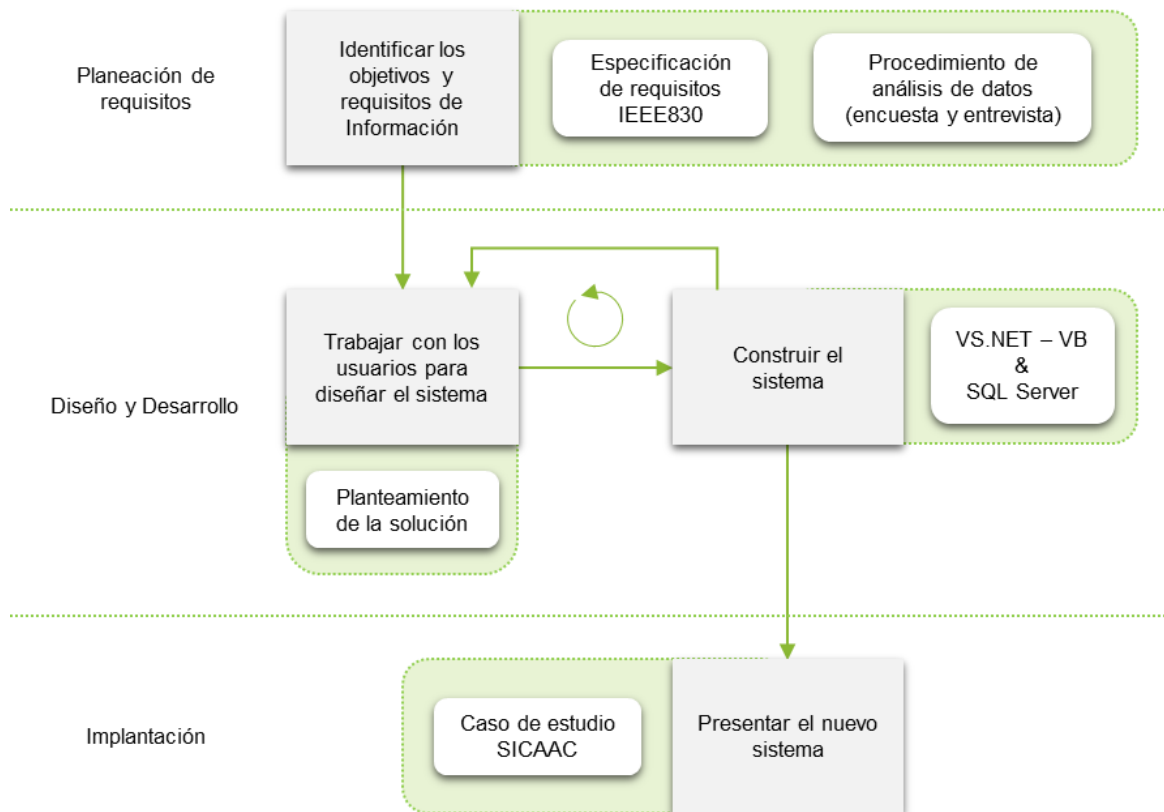 Planeación de
requisitos
Identificar los
objetivos y
requisitos de
Información
Especificación
de requisitos
IEEE830
Procedimiento de
análisis de datos
(encuesta y entrevista)
Diseño y Desarrollo
Trabajar con los
usuarios para
diseñar el sistema
Planteamiento
de la solución
Construir el
sistema
VS.NET – VB
&
SQL Server
Implantación
Caso de estudio
SICAAC
Presentar el nuevo
sistema